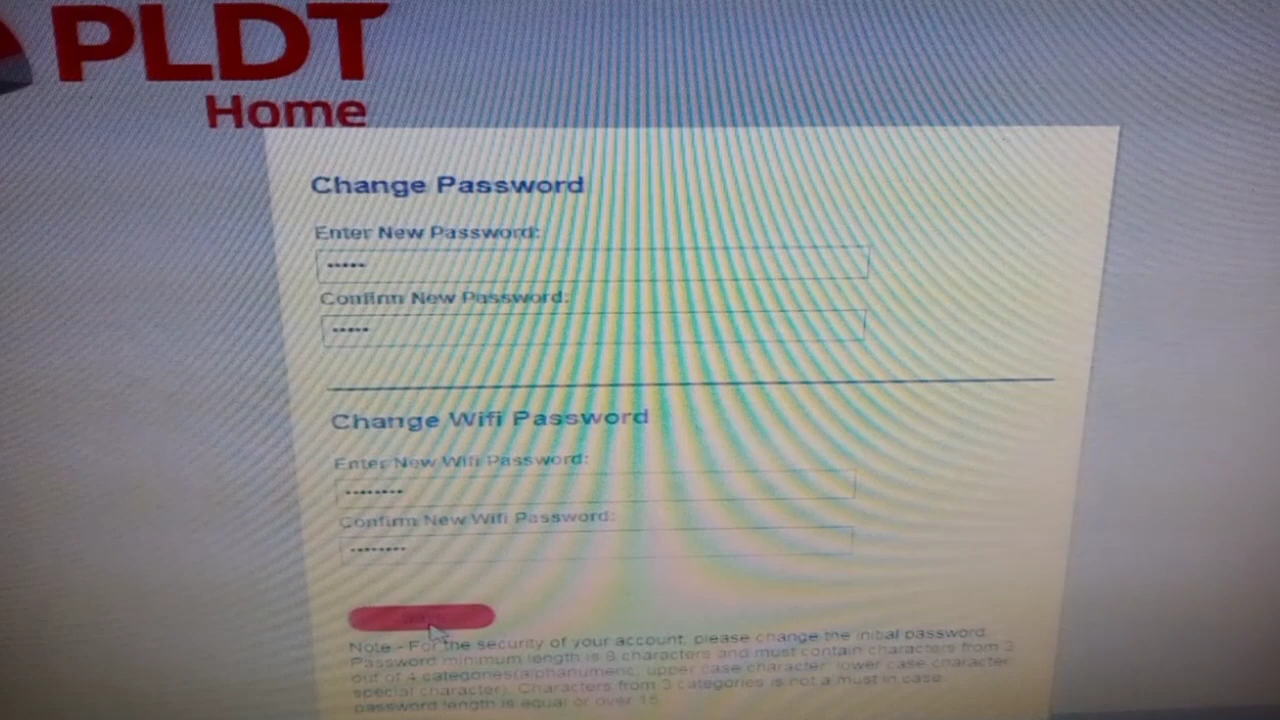 PLDT
Home
Change Password
Enter New Password:
•••••
Confirm New Password:
•••••
Change Wifi Password
Enter New Wifi Password:
••••••••
Confirm New Wifi Password:
••••••••
Note - For the security of your account, please change the initial password.
Password minimum length is 8 characters and must contain characters from 3
out of 4 categories(alphanumeric, upper case character, lower case character
special character). Characters from 3 categories is not a must in case
password length is equal or over 15